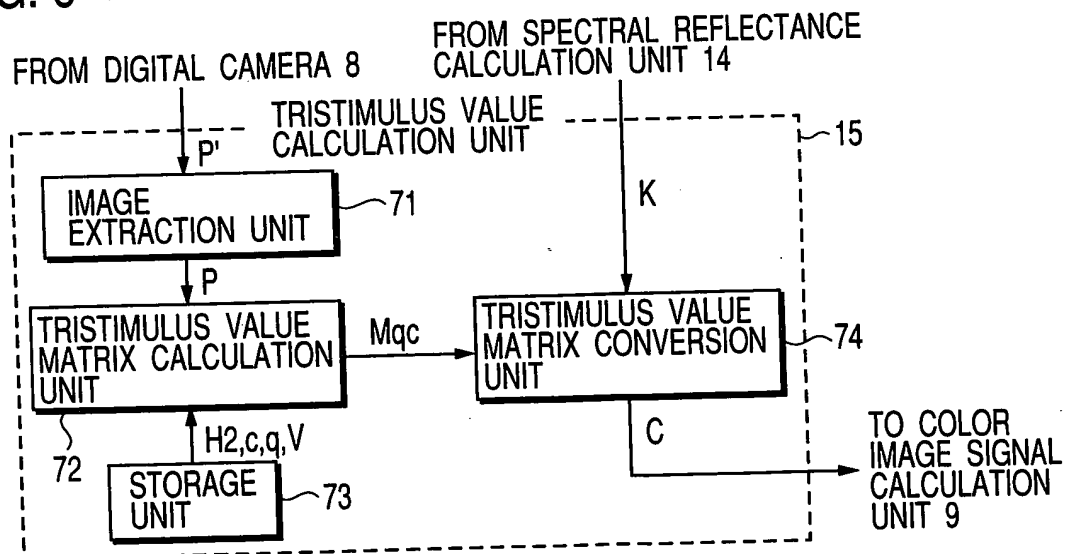 FROM DIGITAL CAMERA 8
FROM SPECTRAL REFLECTANCE
CALCULATION UNIT 14
TRISTIMULUS VALUE
CALCULATION UNIT
15
P'
K
IMAGE
EXTRACTION UNIT
71
P
TRISTIMULUS VALUE
MATRIX CALCULATION
UNIT
72
Mqc
TRISTIMULUS VALUE
MATRIX CONVERSION
UNIT
74
H2,c,q,V
STORAGE
UNIT
73
C
TO COLOR
IMAGE SIGNAL
CALCULATION
UNIT 9